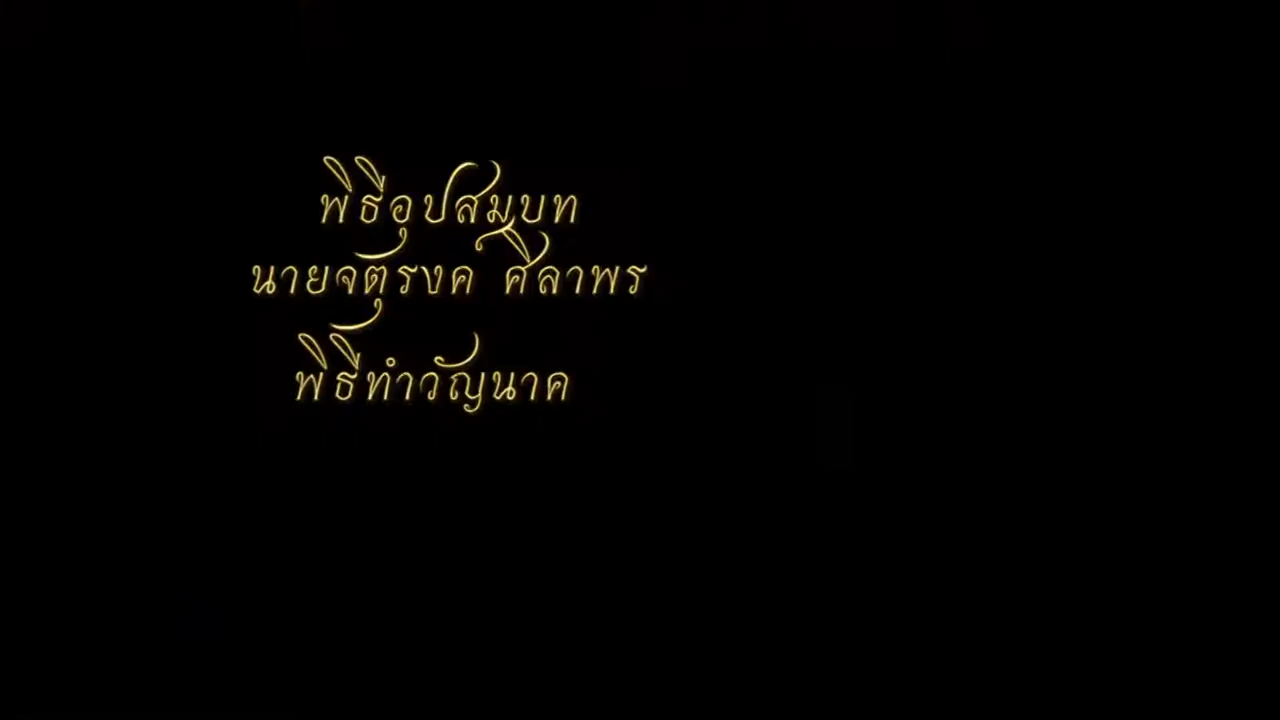 พิธีอุปสมบท
นายจตุรงค์ ศิลาพร
พิธีทำวัญนาค